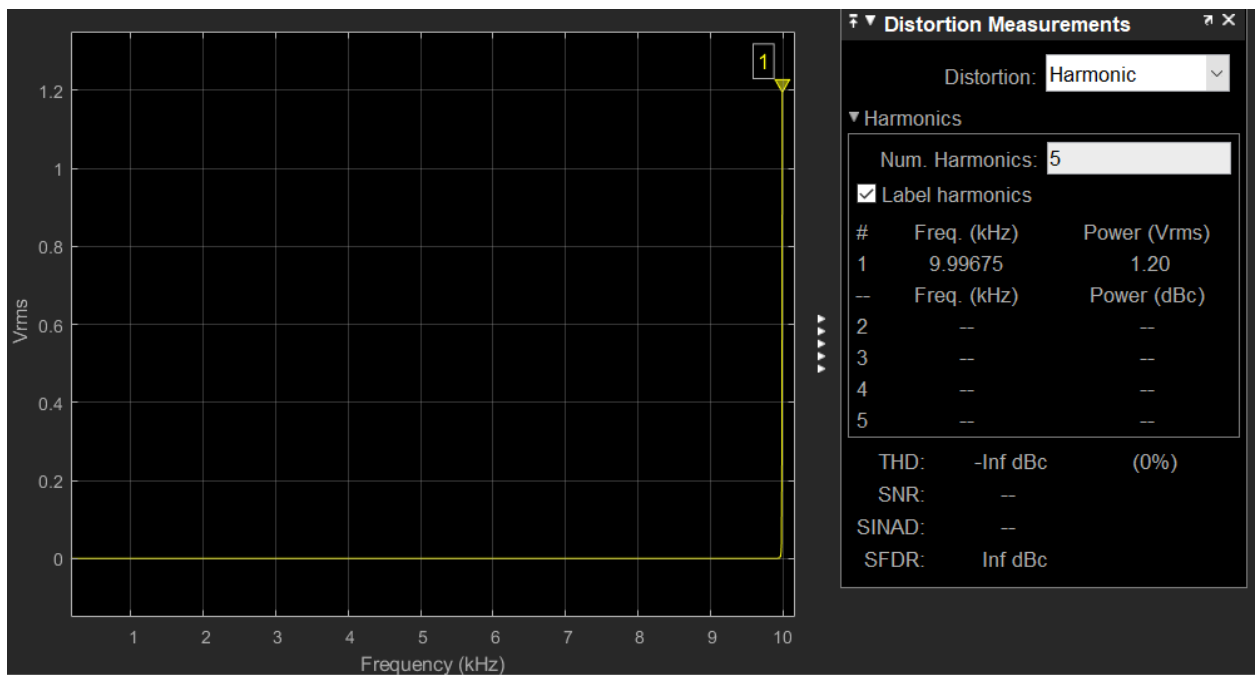 1
1.2
1
0.8
0.6
0.4
0.2
0
Vrms
1 2 3 4 5 6 7 8 9 10
Frequency (kHz)
Distortion Measurements
Distortion: Harmonic
Harmonics
Num. Harmonics: 5
Label harmonics
# Freq. (kHz) Power (Vrms)
1 9.99675 1.20
-- Freq. (kHz) Power (dBc)
2 -- --
3 -- --
4 -- --
5 -- --
THD: -Inf dBc (0%)
SNR: --
SINAD: --
SFDR: Inf dBc